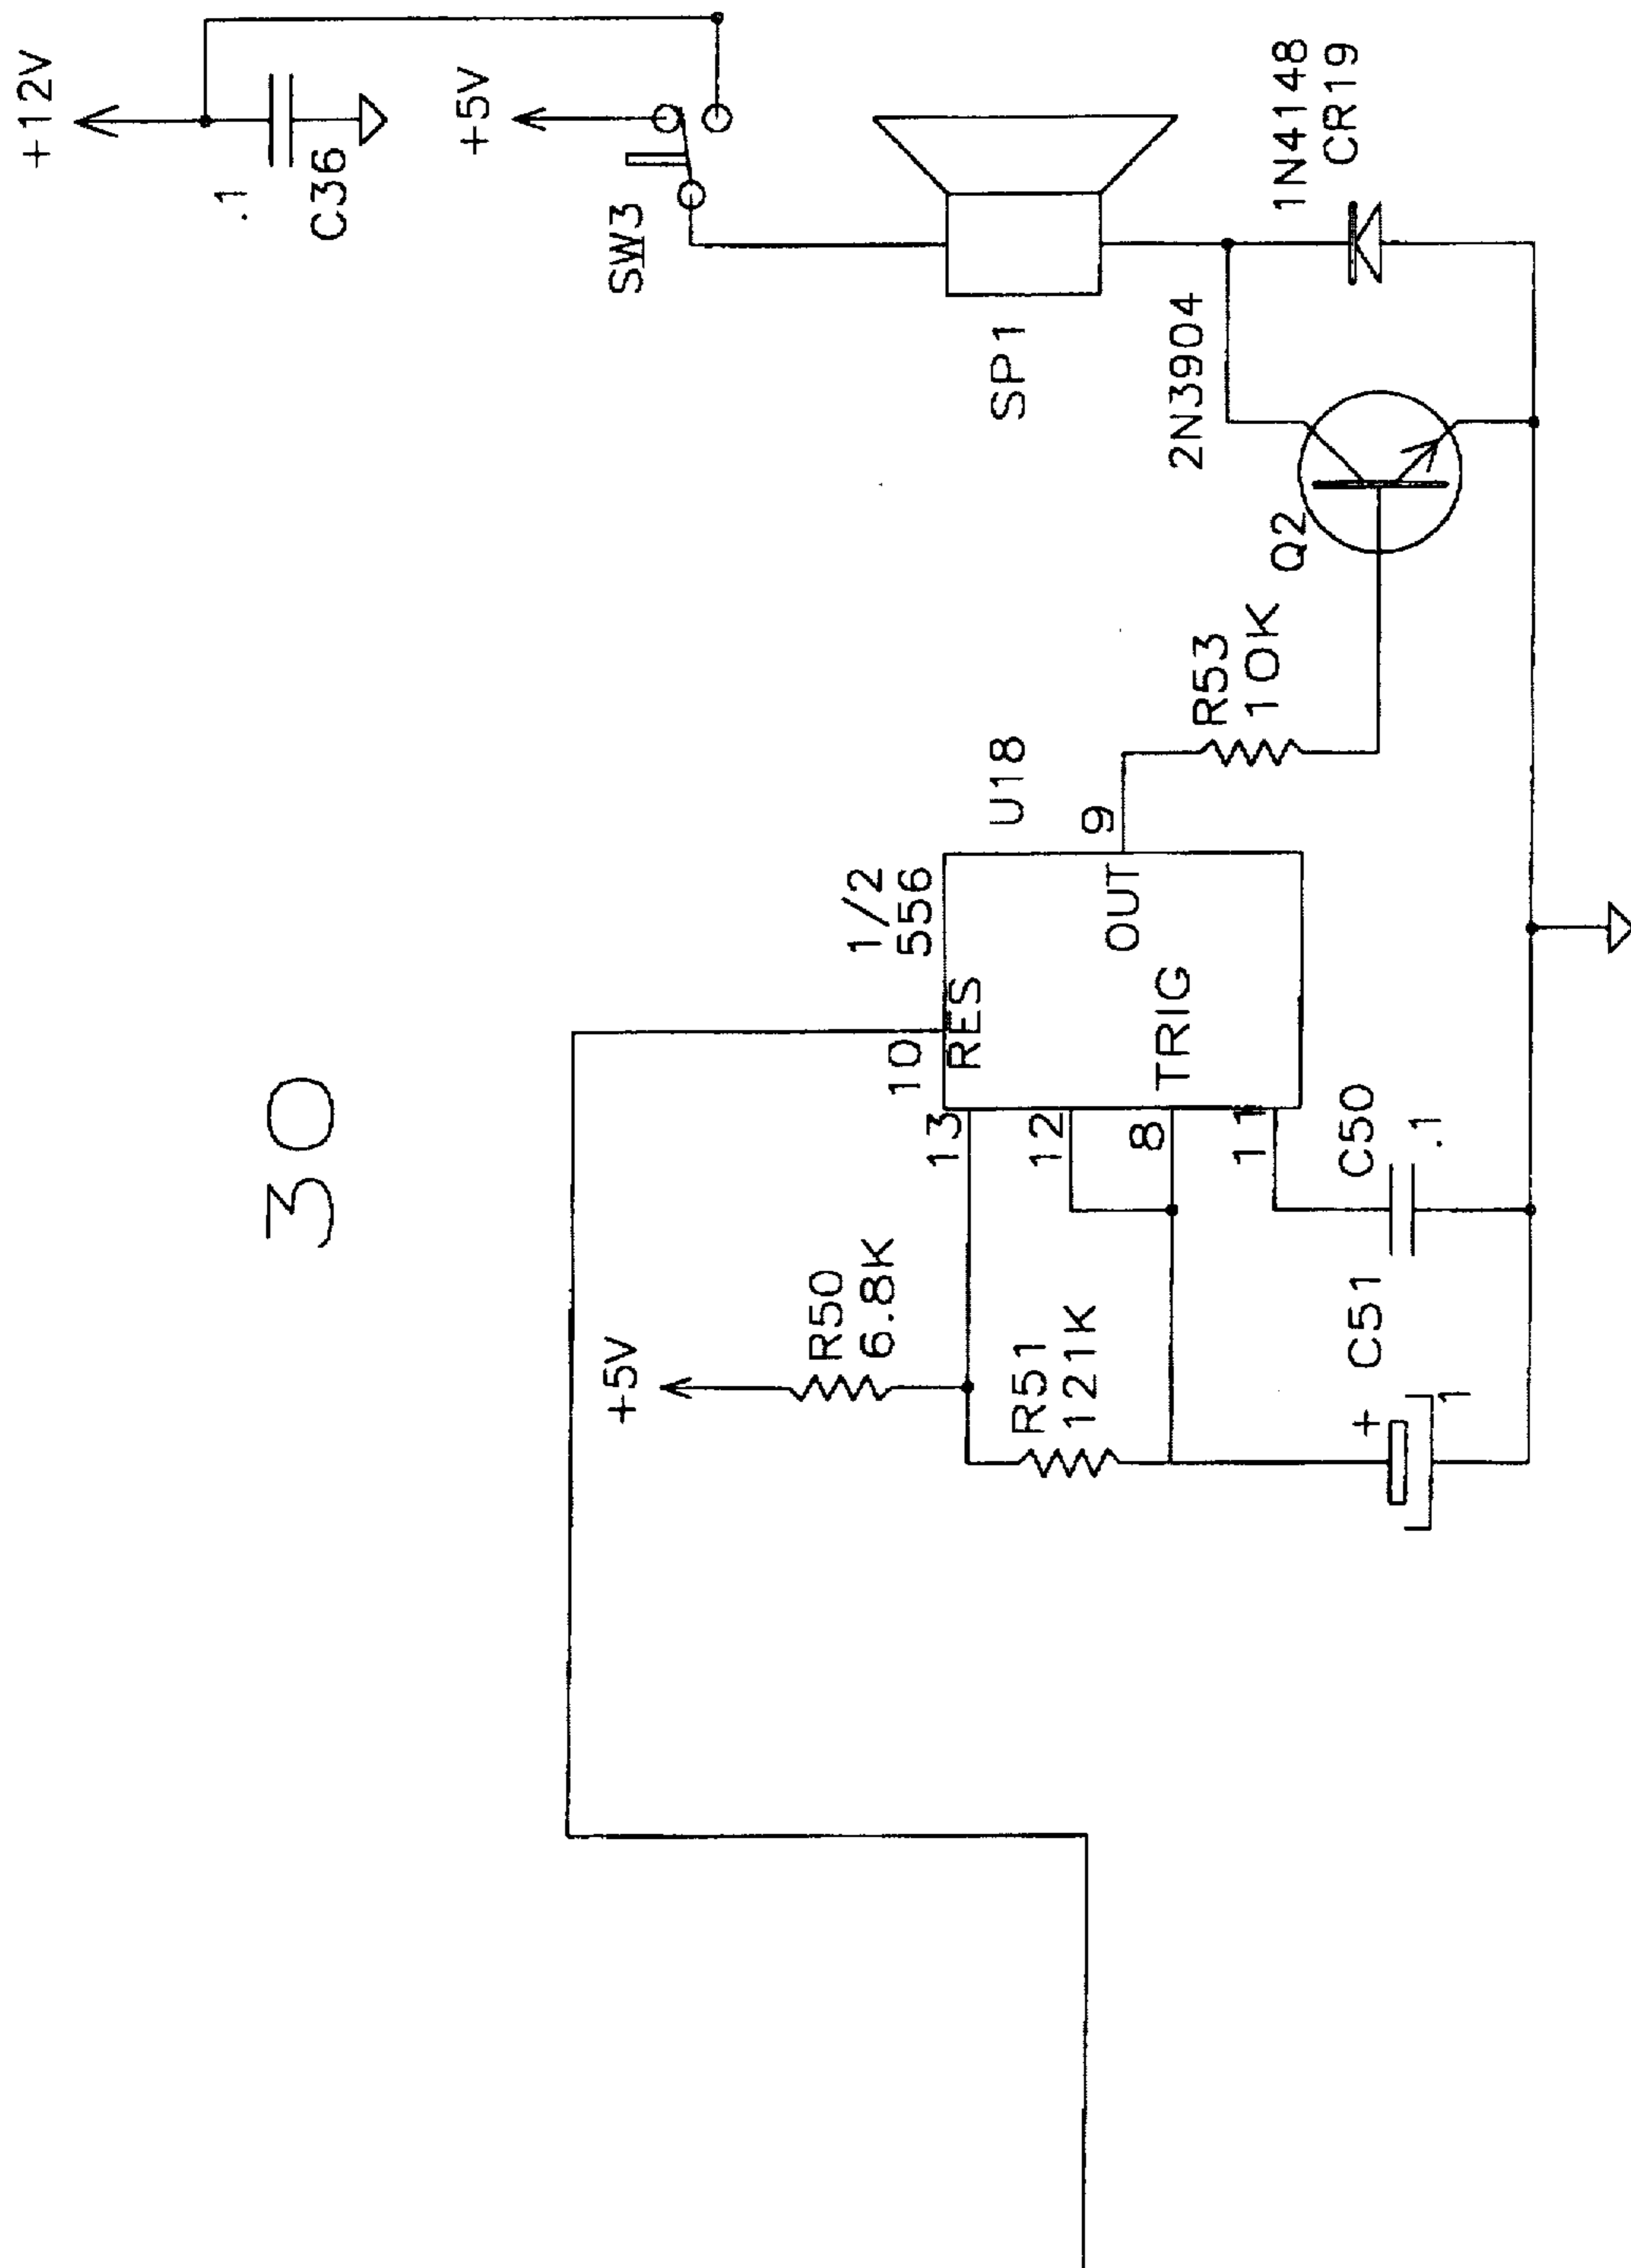 30
+12V
.1
C36
+5V
SW3
SP1
1N4148
CR19
2N3904
Q2
R53
10K
U18
1/2
556
RES
OUT
TRIG
9
10
13
12
8
11
+5V
R50
6.8K
R51
121K
C50
.1
C51
+
1